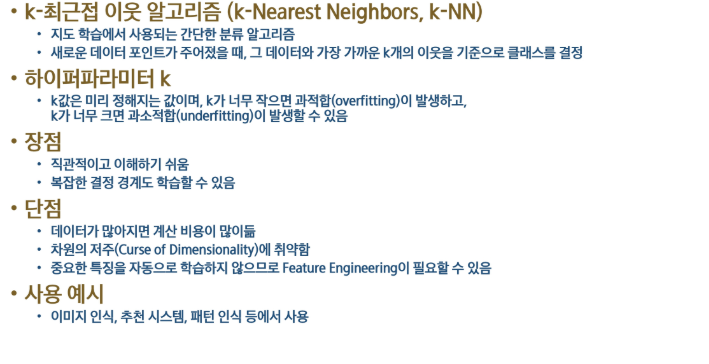 • k-최근접 이웃 알고리즘 (k-Nearest Neighbors, k-NN)
• 지도 학습에서 사용되는 간단한 분류 알고리즘
• 새로운 데이터 포인트가 주어졌을 때, 그 데이터와 가장 가까운 k개의 이웃을 기준으로 클래스를 결정
• 하이퍼파라미터 k
• k값은 미리 정해지는 값이며, k가 너무 작으면 과적합(overfitting)이 발생하고,
k가 너무 크면 과소적합(underfitting)이 발생할 수 있음
• 장점
• 직관적이고 이해하기 쉬움
• 복잡한 결정 경계도 학습할 수 있음
• 단점
• 데이터가 많아지면 계산 비용이 많이듦
• 차원의 저주(Curse of Dimensionality)에 취약함
• 중요한 특징을 자동으로 학습하지 않으므로 Feature Engineering이 필요할 수 있음
• 사용 예시
• 이미지 인식, 추천 시스템, 패턴 인식 등에서 사용